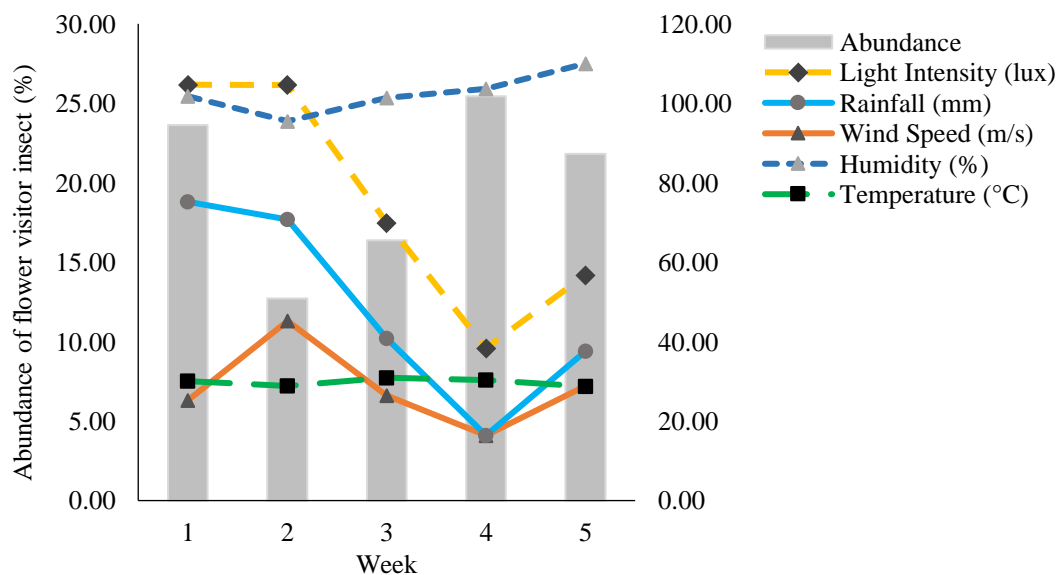 Abundance of flower visitor insect (%)
30.00
25.00
20.00
15.00
10.00
5.00
0.00
1 2 3 4 5
Week
120.00
100.00
80.00
60.00
40.00
20.00
0.00
Abundance
Light Intensity (lux)
Rainfall (mm)
Wind Speed (m/s)
Humidity (%)
Temperature (°C)